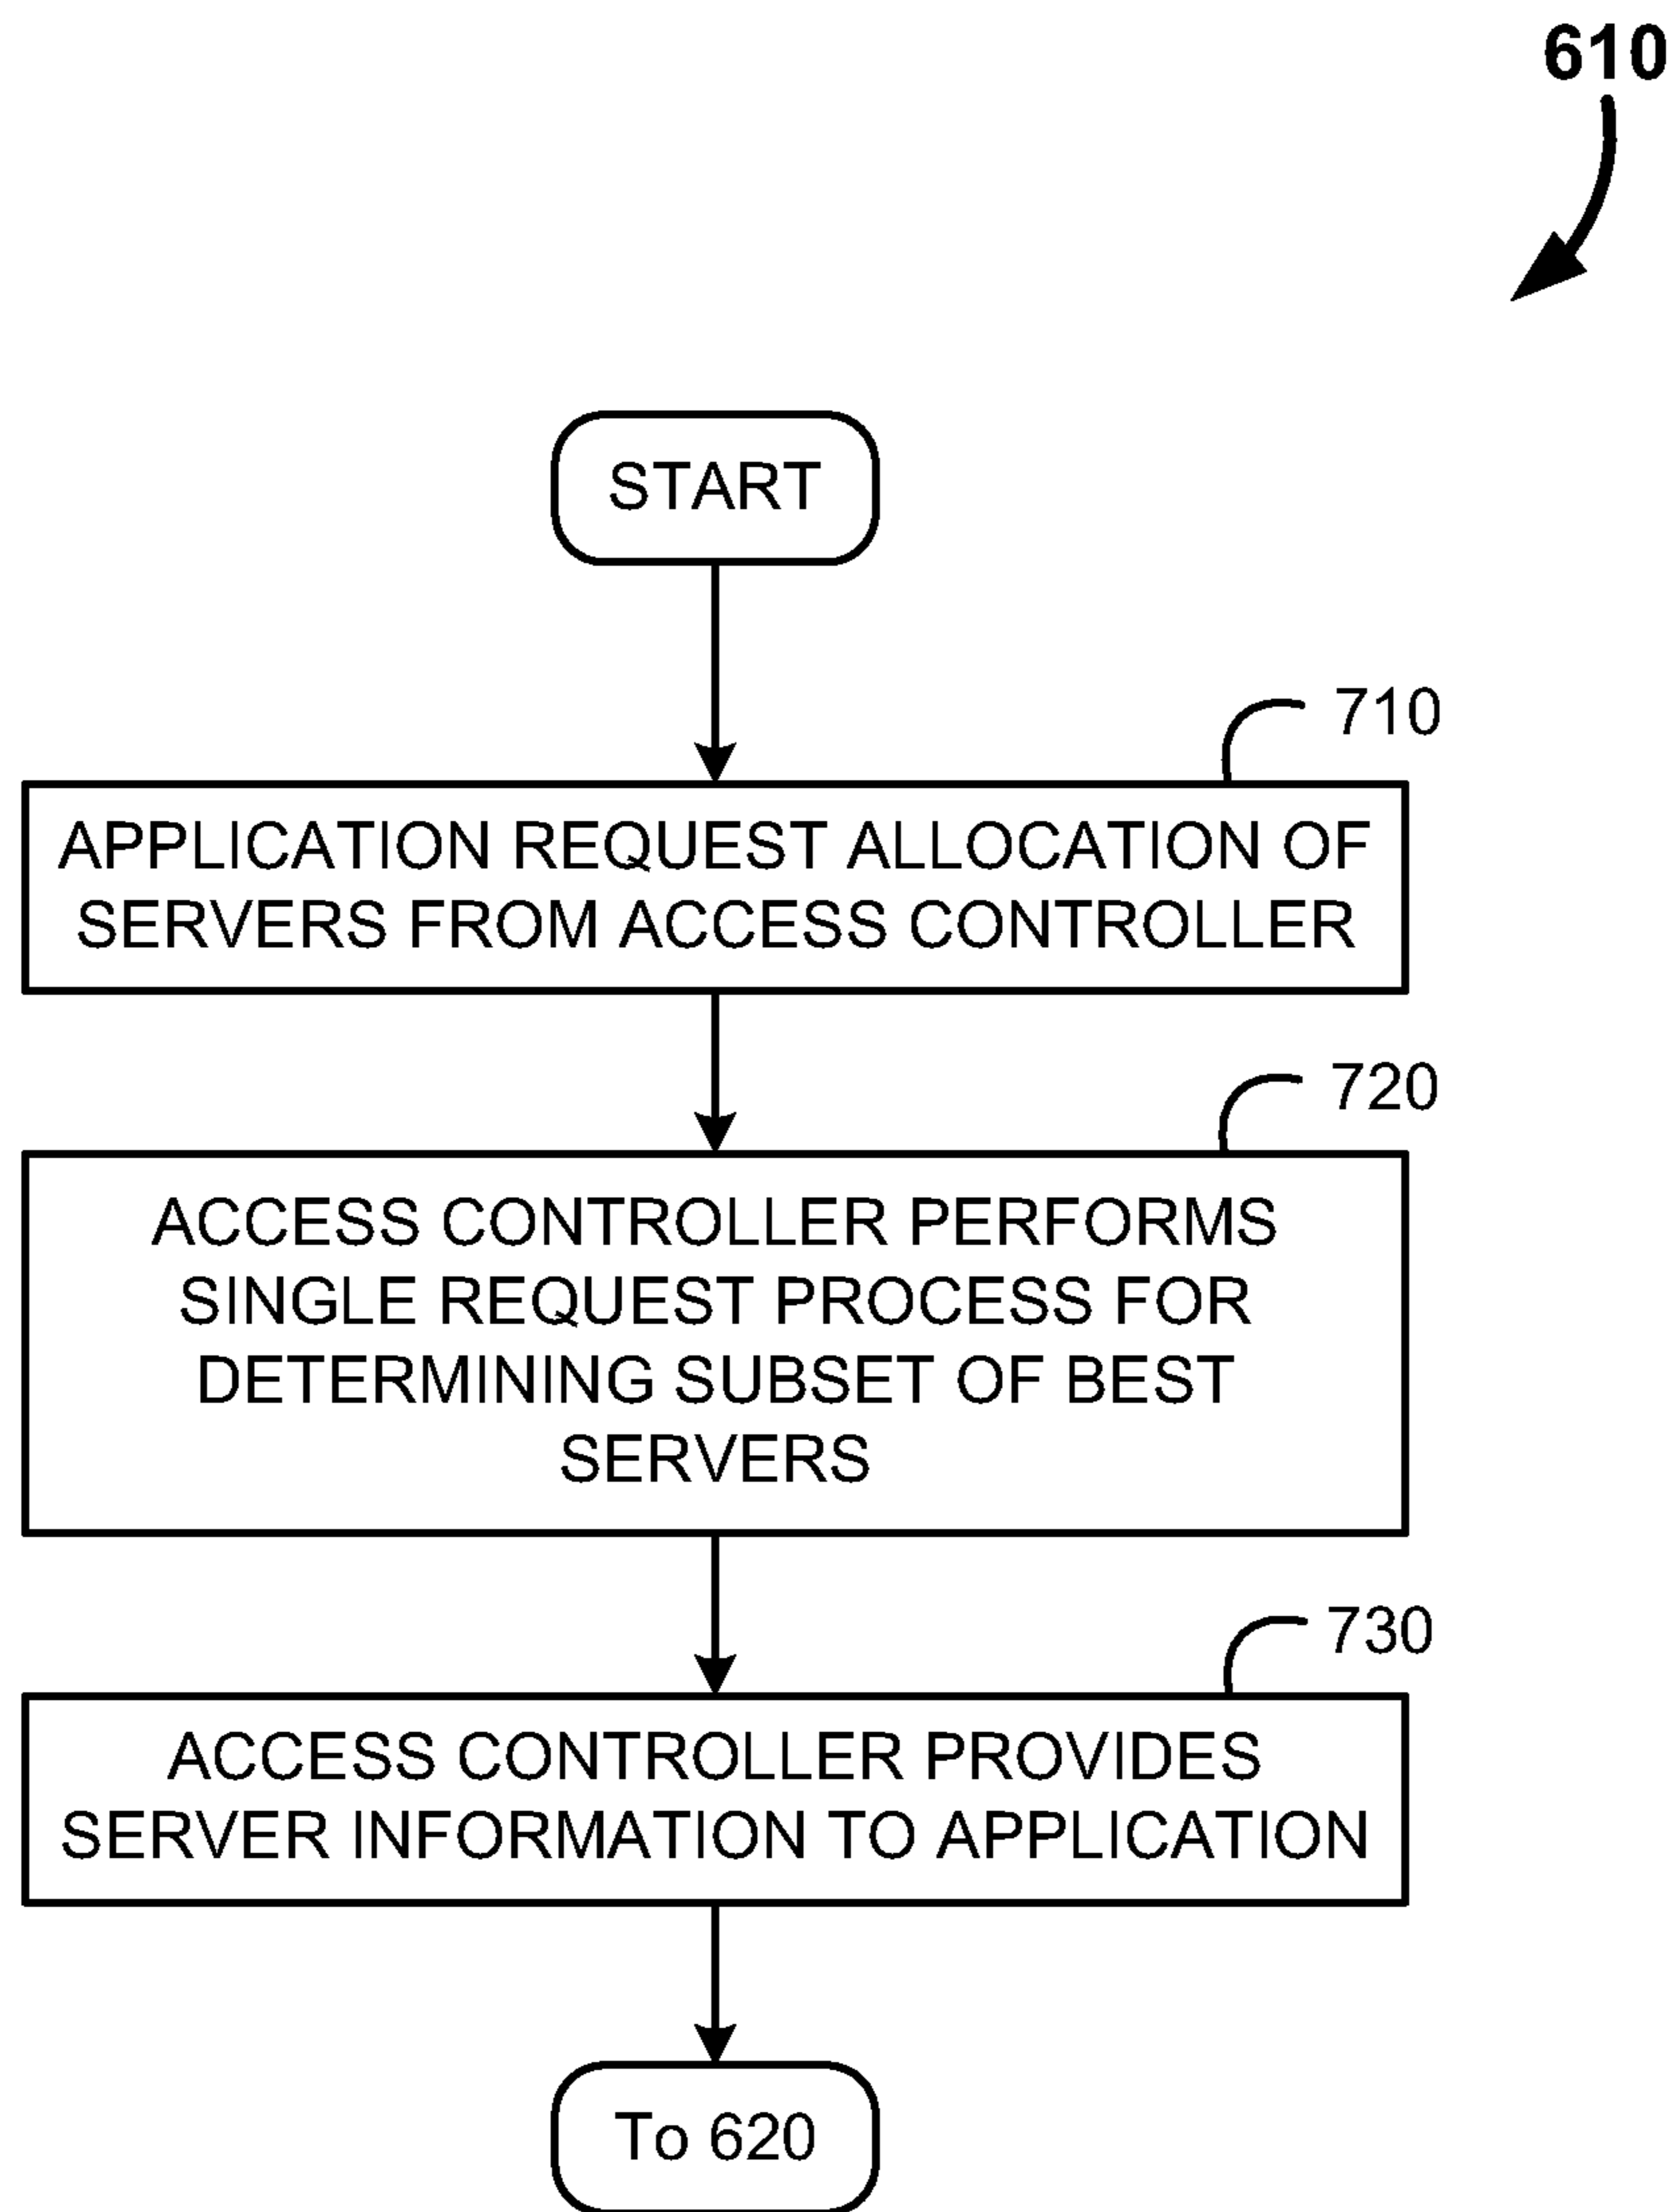 610
START
710
APPLICATION REQUEST ALLOCATION OF
SERVERS FROM ACCESS CONTROLLER
720
ACCESS CONTROLLER PERFORMS
SINGLE REQUEST PROCESS FOR
DETERMINING SUBSET OF BEST
SERVERS
730
ACCESS CONTROLLER PROVIDES
SERVER INFORMATION TO APPLICATION
To 620